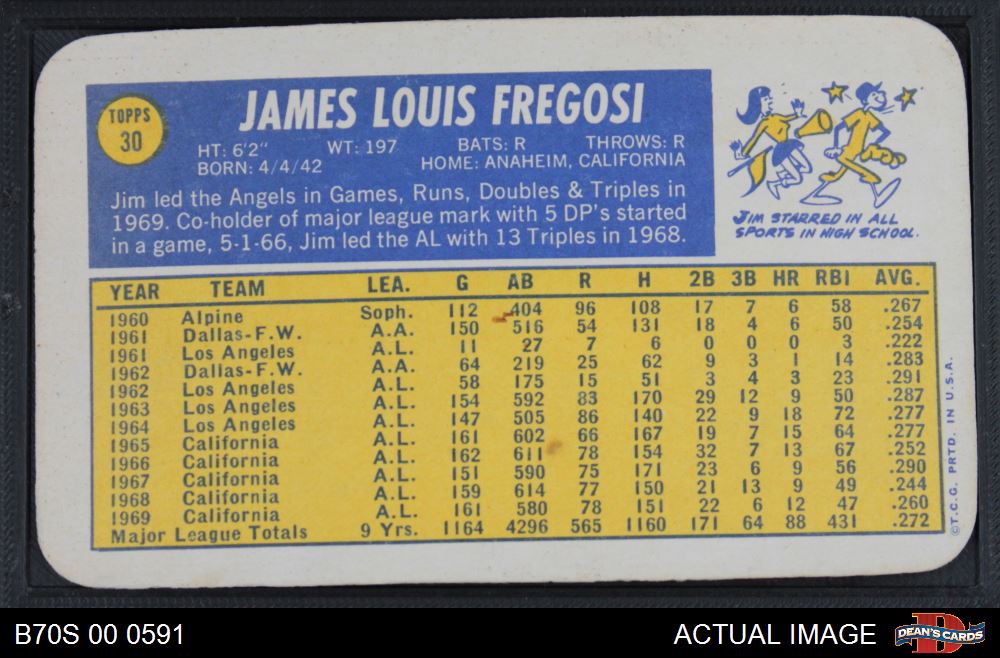 TOPPS
30
JAMES LOUIS FREGOSI
HT: 6'2" WT: 197 BATS: R THROWS: R
BORN: 4/4/42 HOME: ANAHEIM, CALIFORNIA
Jim led the Angels in Games, Runs, Doubles & Triples in
1969. Co-holder of major league mark with 5 DP's started
in a game, 5-1-66, Jim led the AL with 13 Triples in 1968.
JIM STARRED IN ALL
SPORTS IN HIGH SCHOOL.
YEAR TEAM LEA. G AB R H 2B 3B HR RBI AVG.
1960 Alpine Soph. 112 404 96 108 17 7 6 58 .267
1961 Dallas-F.W. A.A. 150 516 54 131 18 4 6 50 .254
1961 Los Angeles A.L. 11 27 7 6 0 0 0 3 .222
1962 Dallas-F.W. A.A. 64 219 25 62 9 3 1 14 .283
1962 Los Angeles A.L. 58 175 15 51 3 4 3 23 .291
1963 Los Angeles A.L. 154 592 83 170 29 12 9 50 .287
1964 Los Angeles A.L. 147 505 86 140 22 9 18 72 .277
1965 California A.L. 161 602 66 167 19 7 15 64 .277
1966 California A.L. 162 611 78 154 32 7 13 67 .252
1967 California A.L. 151 590 75 171 23 6 9 56 .290
1968 California A.L. 159 614 77 150 21 13 9 49 .244
1969 California A.L. 161 580 78 151 22 6 12 47 .260
Major League Totals 9 Yrs. 1164 4296 565 1160 171 64 88 431 .272
©T.C.G. PRTD. IN U.S.A.
B70S 00 0591
ACTUAL IMAGE
D
DEAN'S CARDS